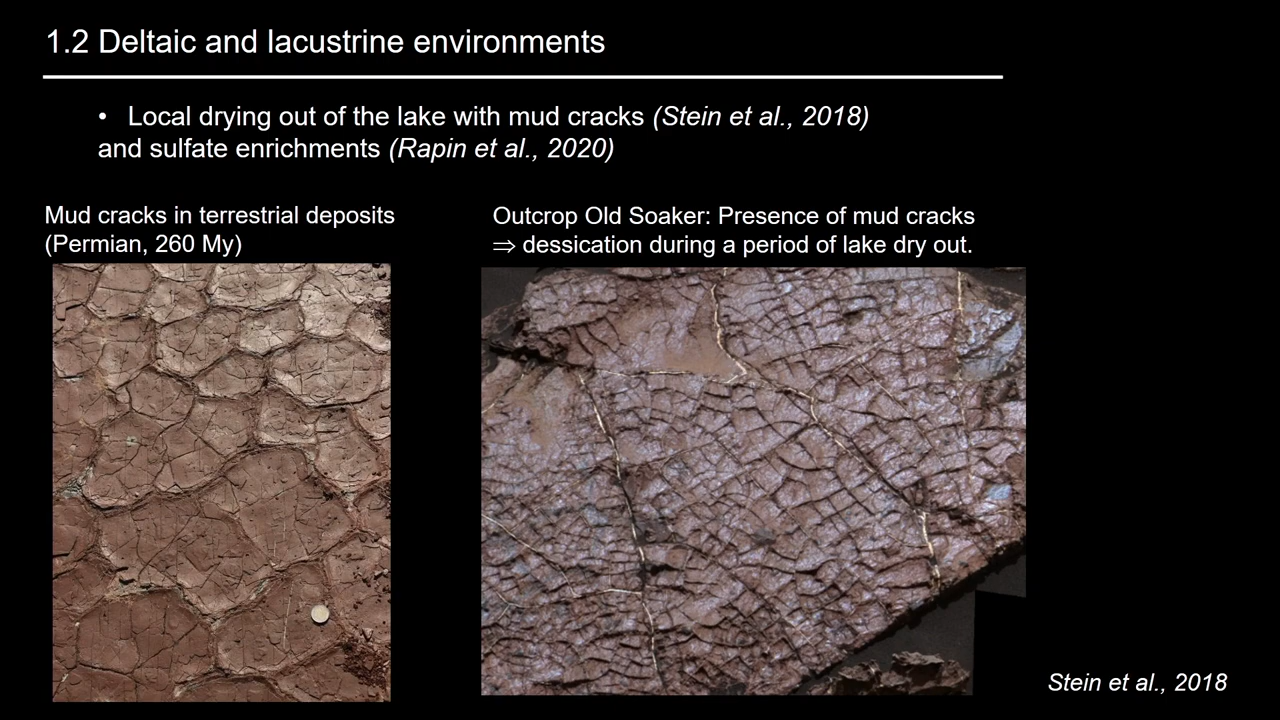 1.2 Deltaic and lacustrine environments
• Local drying out of the lake with mud cracks (Stein et al., 2018)
and sulfate enrichments (Rapin et al., 2020)
Mud cracks in terrestrial deposits
(Permian, 260 My)
Outcrop Old Soaker: Presence of mud cracks
⇒ dessication during a period of lake dry out.
Stein et al., 2018